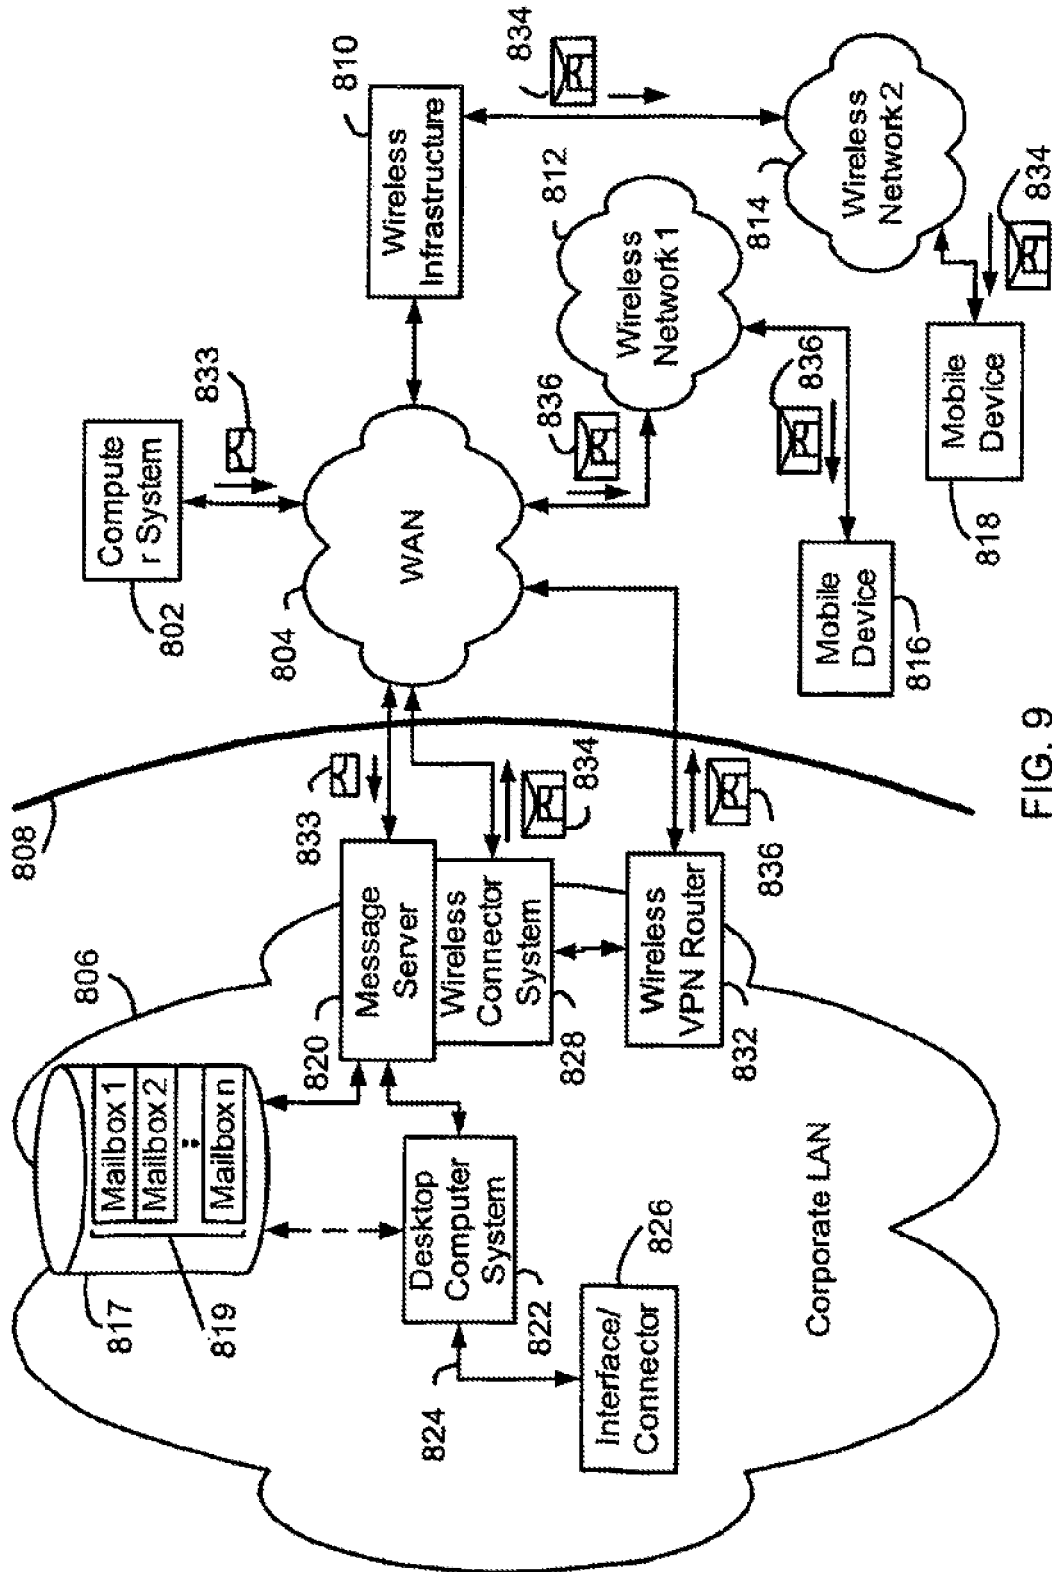 806
817
Mailbox 1
Mailbox 2
Mailbox n
819
820
Message
Server
Wireless
Connector
System
828
Desktop
Computer
System
822
824
Interface/
Connector
826
Wireless
VPN Router
832
Corporate LAN
808
833
834
836
804
WAN
802
Compute
r System
833
Wireless
Infrastructure
810
834
836
Wireless
Network 1
812
814
Wireless
Network 2
836
834
Mobile
Device
816
Mobile
Device
818
FIG. 9